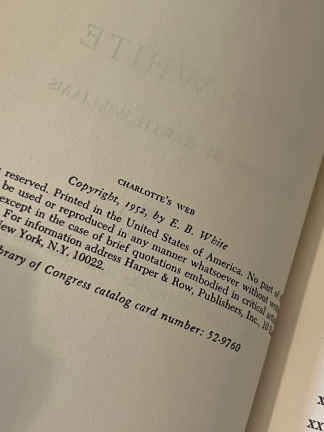 CHARLOTTE'S WEB
Copyright, 1952, by E. B. White
reserved. Printed in the United States of America. No part of
be used or reproduced in any manner whatsoever without
except in the case of brief quotations embodied in critical
For information address Harper & Row, Publishers, Inc., 10
New York, N.Y. 10022.
Library of Congress catalog card number: 52-9760